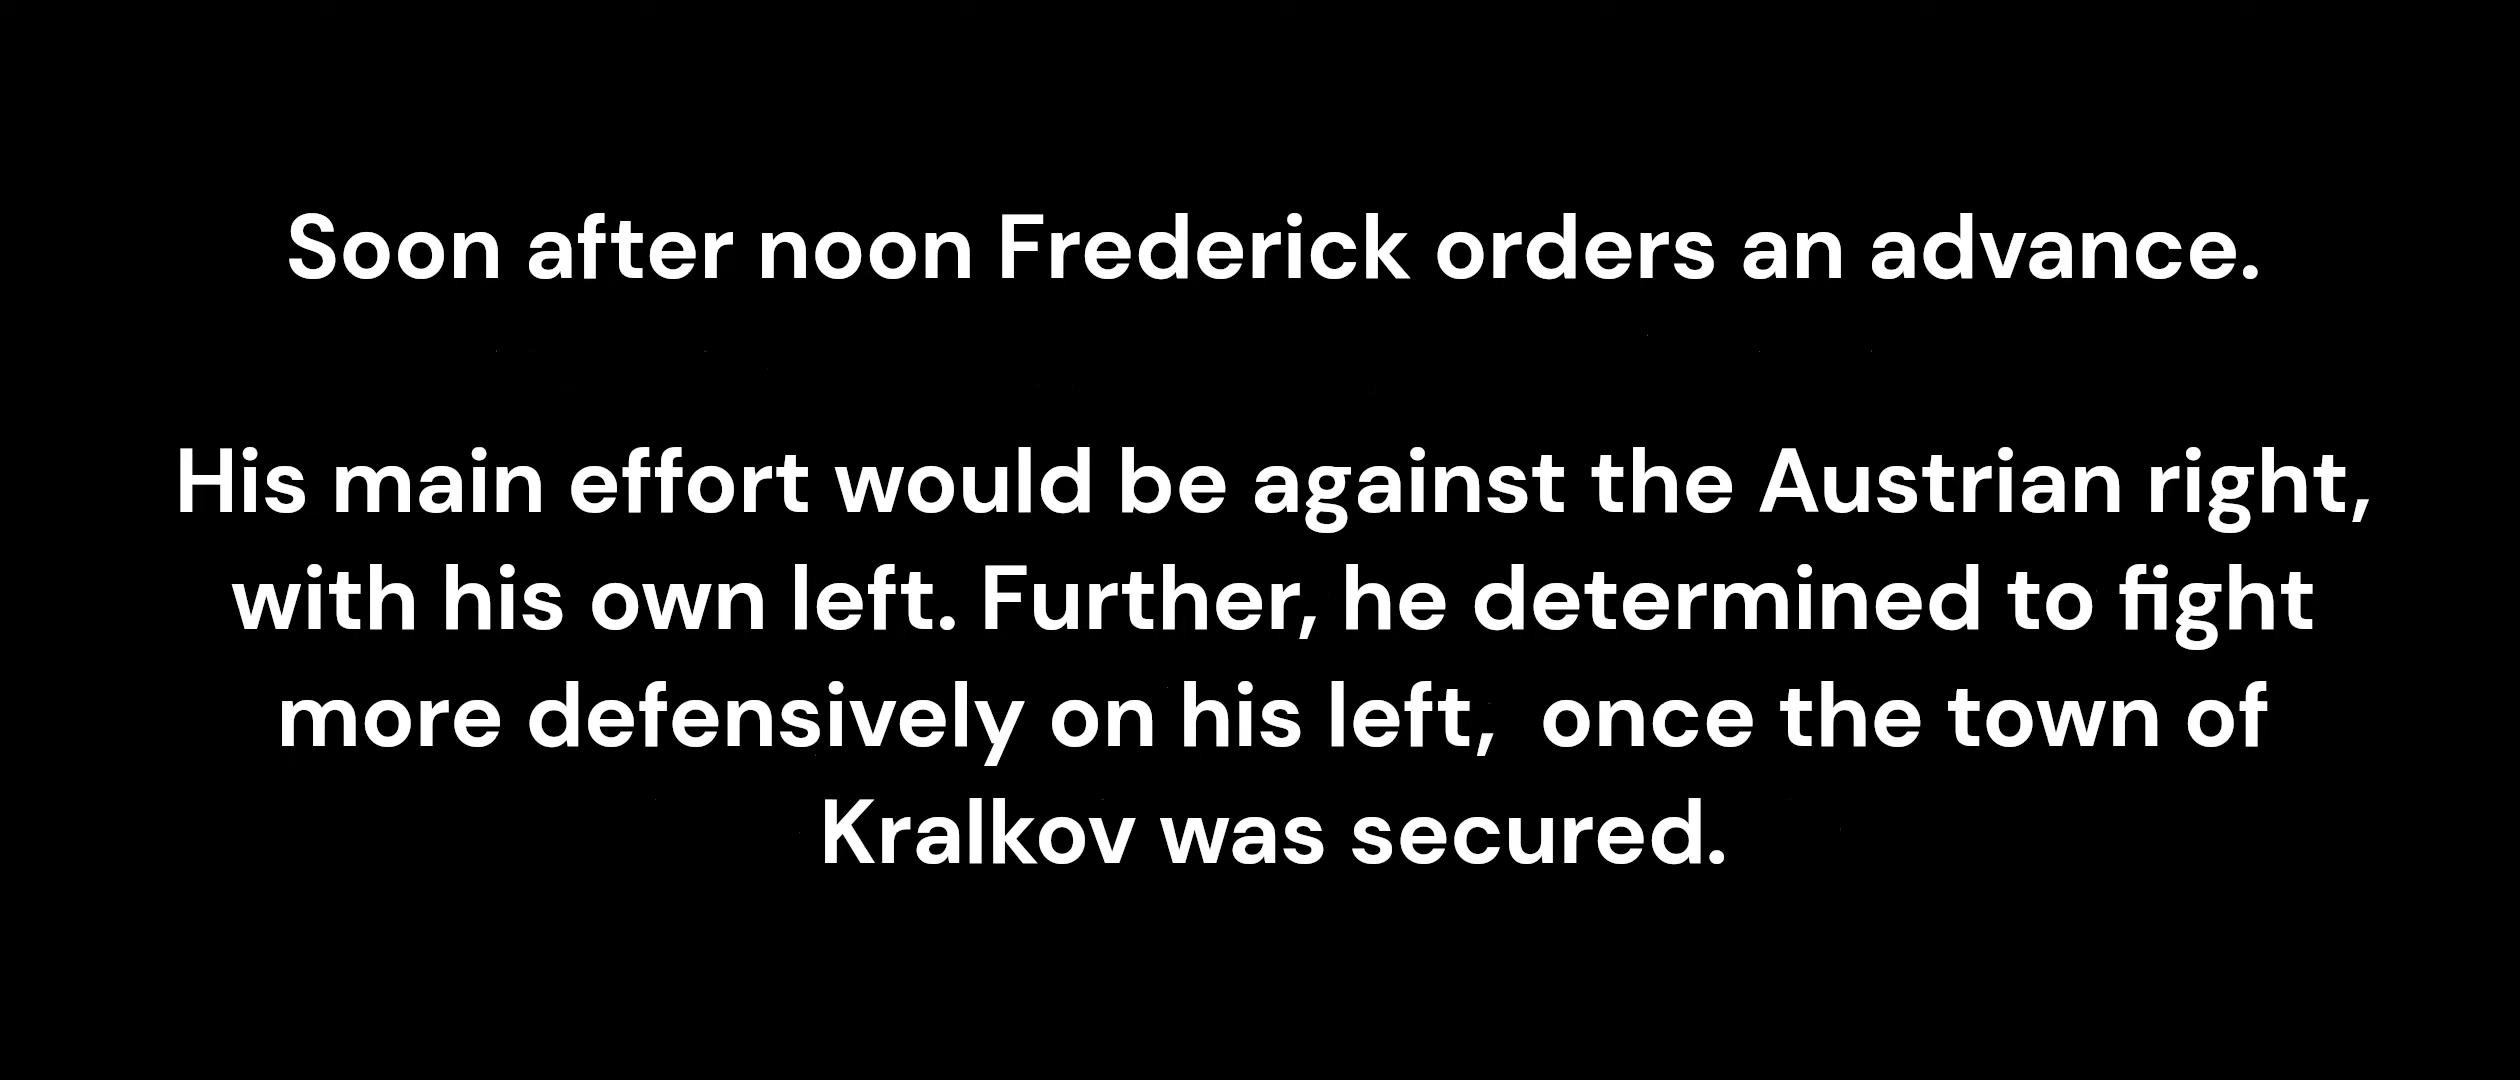 Soon after noon Frederick orders an advance.
His main effort would be against the Austrian right,
with his own left. Further, he determined to fight
more defensively on his left,  once the town of
Kralkov was secured.